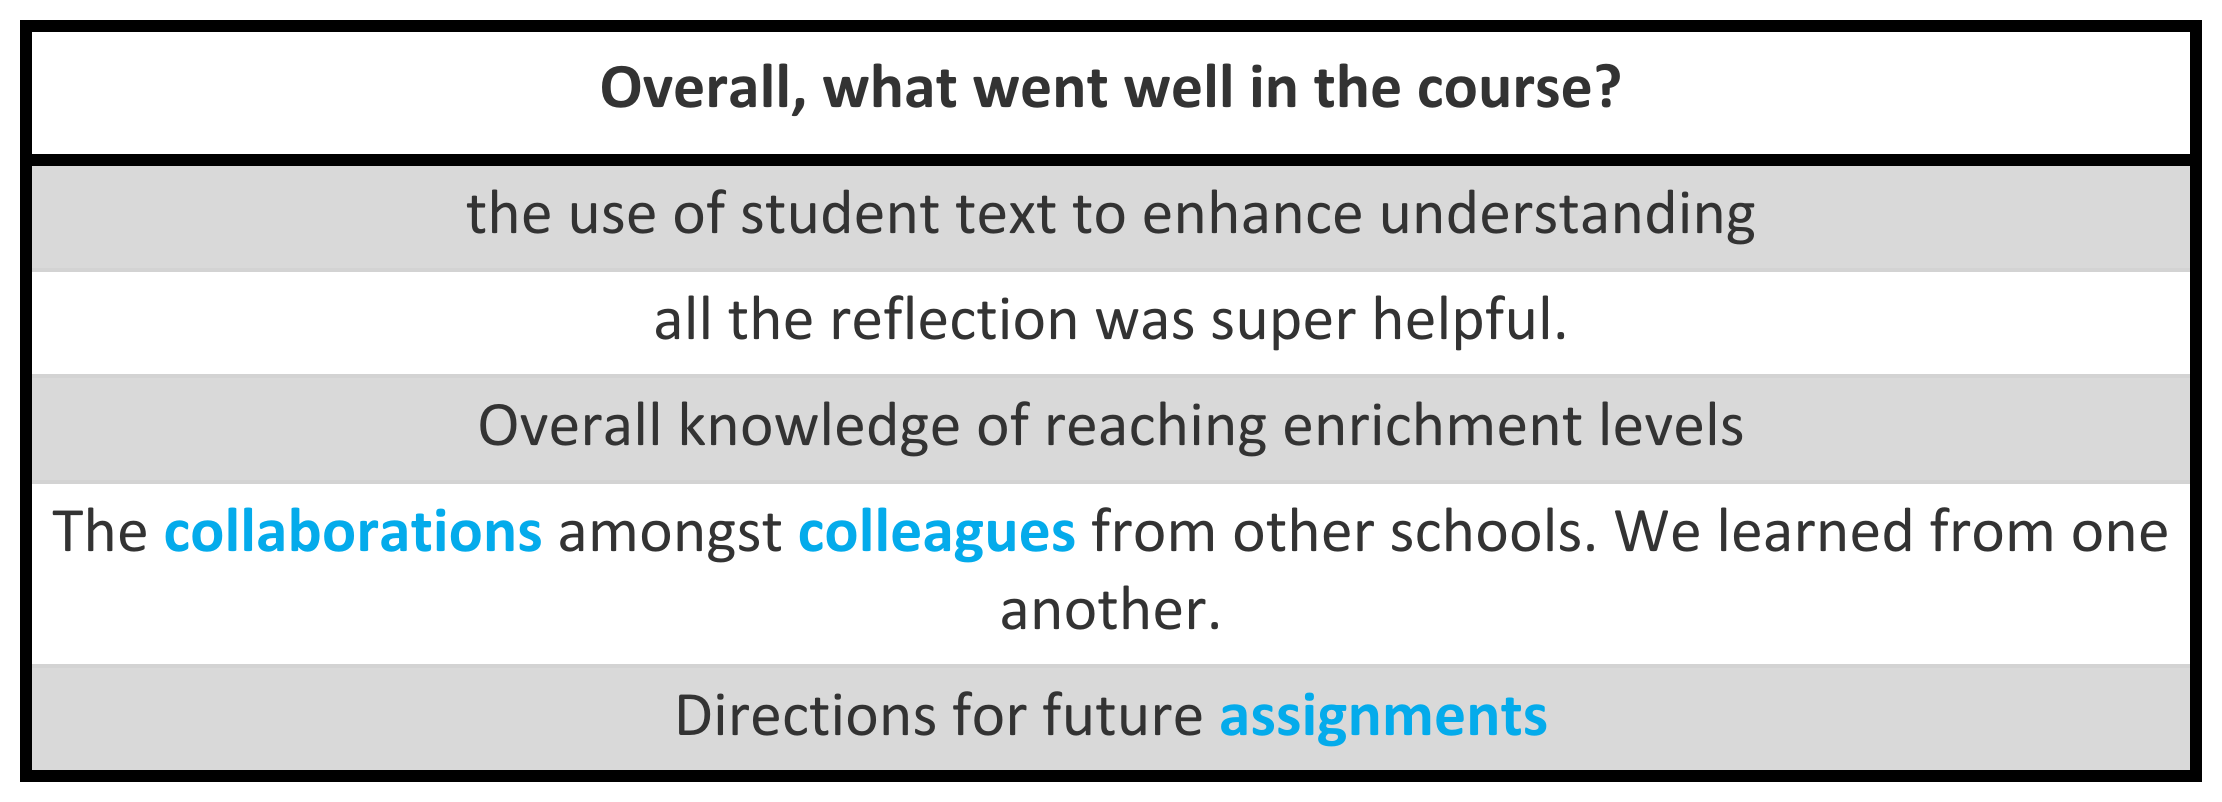 Overall, what went well in the course?
the use of student text to enhance understanding
all the reflection was super helpful.
Overall knowledge of reaching enrichment levels
The collaborations amongst colleagues from other schools. We learned from one
another.
Directions for future assignments